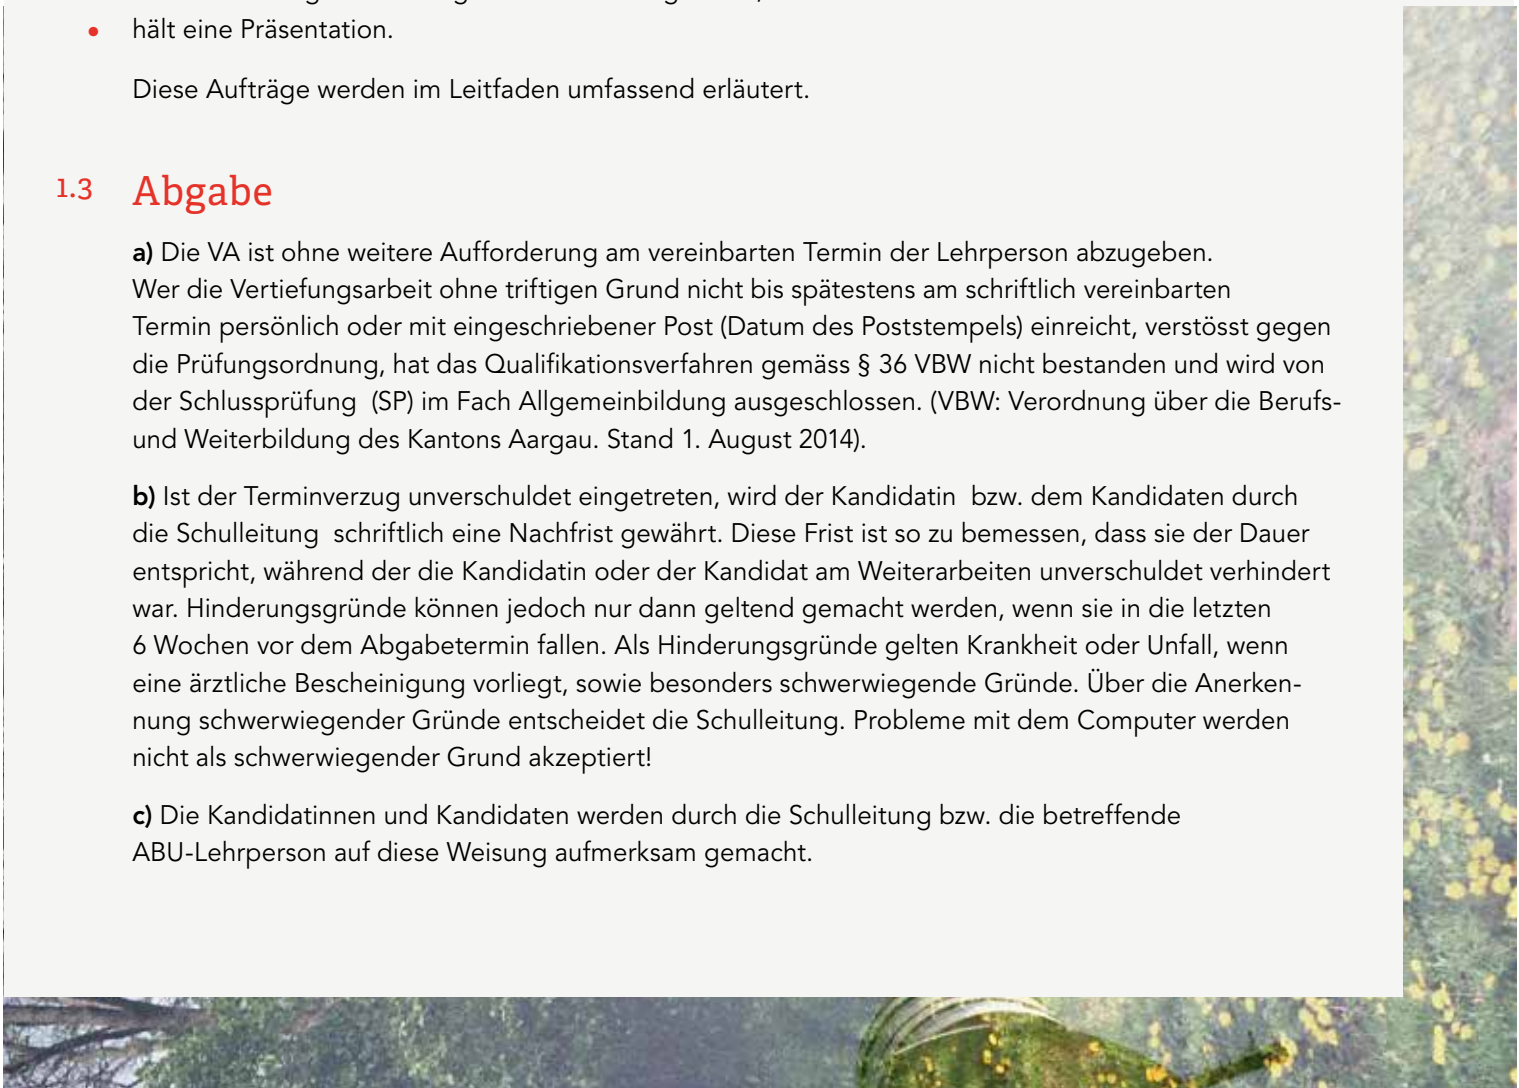 hält eine Präsentation.
Diese Aufträge werden im Leitfaden umfassend erläutert.
1.3 Abgabe
a) Die VA ist ohne weitere Aufforderung am vereinbarten Termin der Lehrperson abzugeben.
Wer die Vertiefungsarbeit ohne triftigen Grund nicht bis spätestens am schriftlich vereinbarten
Termin persönlich oder mit eingeschriebener Post (Datum des Poststempels) einreicht, verstösst gegen
die Prüfungsordnung, hat das Qualifikationsverfahren gemäss § 36 VBW nicht bestanden und wird von
der Schlussprüfung (SP) im Fach Allgemeinbildung ausgeschlossen. (VBW: Verordnung über die Berufs-
und Weiterbildung des Kantons Aargau. Stand 1. August 2014).
b) Ist der Terminverzug unverschuldet eingetreten, wird der Kandidatin bzw. dem Kandidaten durch
die Schulleitung schriftlich eine Nachfrist gewährt. Diese Frist ist so zu bemessen, dass sie der Dauer
entspricht, während der die Kandidatin oder der Kandidat am Weiterarbeiten unverschuldet verhindert
war. Hinderungsgründe können jedoch nur dann geltend gemacht werden, wenn sie in die letzten
6 Wochen vor dem Abgabetermin fallen. Als Hinderungsgründe gelten Krankheit oder Unfall, wenn
eine ärztliche Bescheinigung vorliegt, sowie besonders schwerwiegende Gründe. Über die Anerken-
nung schwerwiegender Gründe entscheidet die Schulleitung. Probleme mit dem Computer werden
nicht als schwerwiegender Grund akzeptiert!
c) Die Kandidatinnen und Kandidaten werden durch die Schulleitung bzw. die betreffende
ABU-Lehrperson auf diese Weisung aufmerksam gemacht.